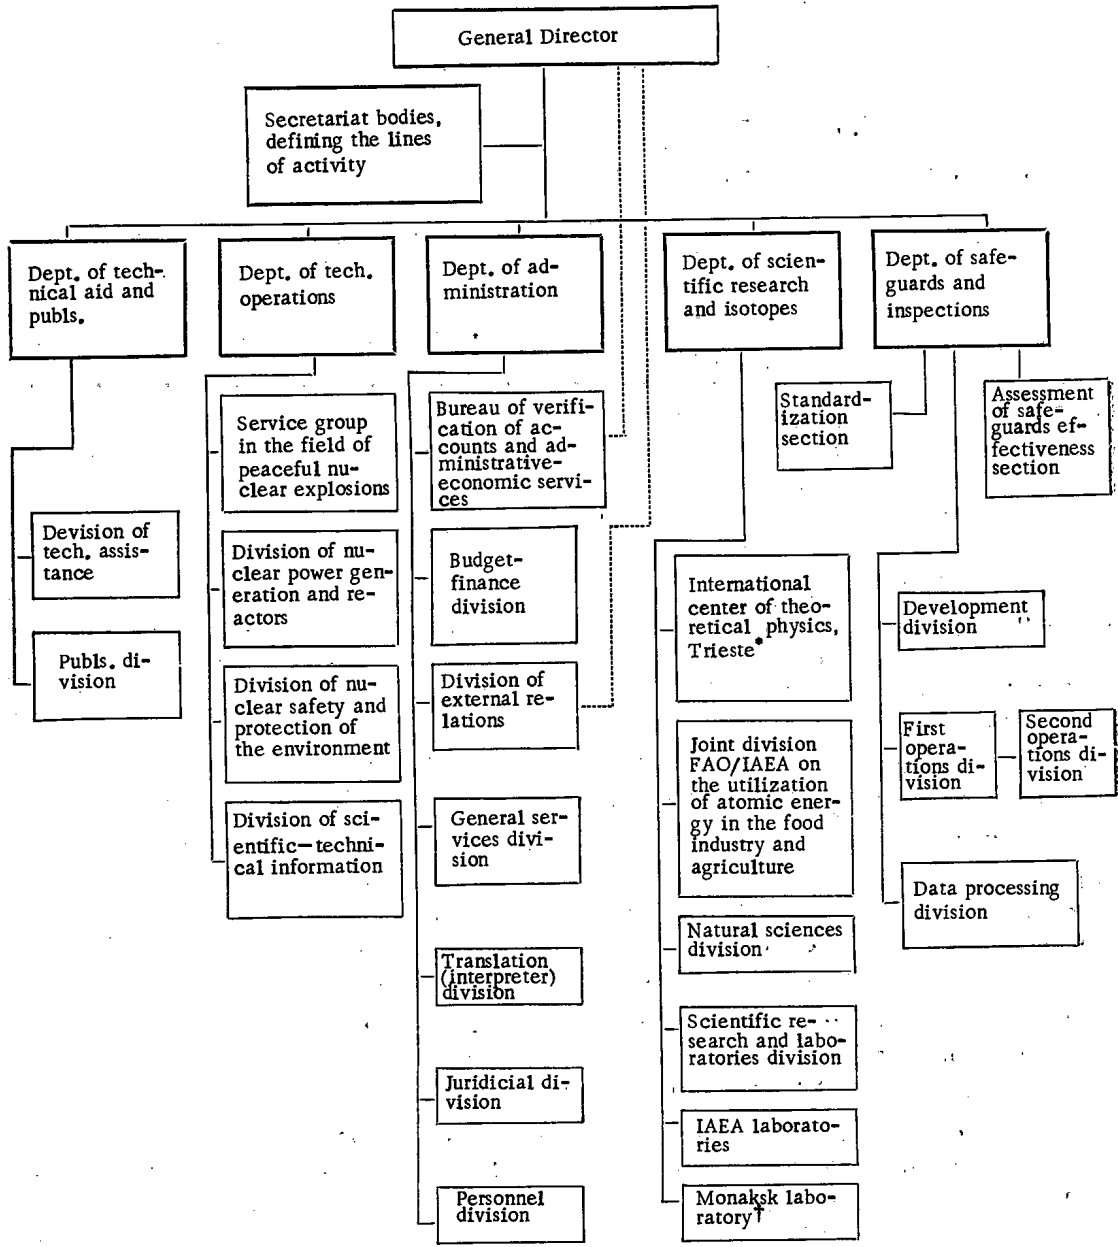 General Director
Secretariat bodies,
defining the lines
of activity
Dept. of tech-
nical aid and
publs.
Dept. of tech.
operations
Dept. of ad-
ministration
Dept. of scien-
tific research
and isotopes
Dept. of safe-
guards and
inspections
Devision of
tech. assis-
tance
Publs. di-
vision
Service group
in the field of
peaceful nu-
clear explosions
Division of nu-
clear power gen-
eration and re-
actors
Division of nu-
clear safety and
protection of
the environment
Division of sci-
entific-techni-
cal information
Bureau of verifi-
cation of ac-
counts and ad-
ministrative-
economic servi-
ces
Budget-
finance
division
Division of
external re-
lations
General ser-
vices divi-
sion
Translation
(interpreter)
division
Juridicial di-
vision
Personnel
division
International
center of theo-
retical physics,
Trieste*
Joint division
FAO/IAEA on
the utilization
of atomic ener-
gy in the food
industry and
agriculture
Natural sciences
division
Scientific re-
search and labo-
ratories division
IAEA laborato-
ries
Monaksk labo-
ratory†
Standard-
ization
section
Assessment
of safe-
guards ef-
fectiveness
section
Development
division
First
opera-
tions di-
vision
Second
opera-
tions di-
vision
Data processing
division